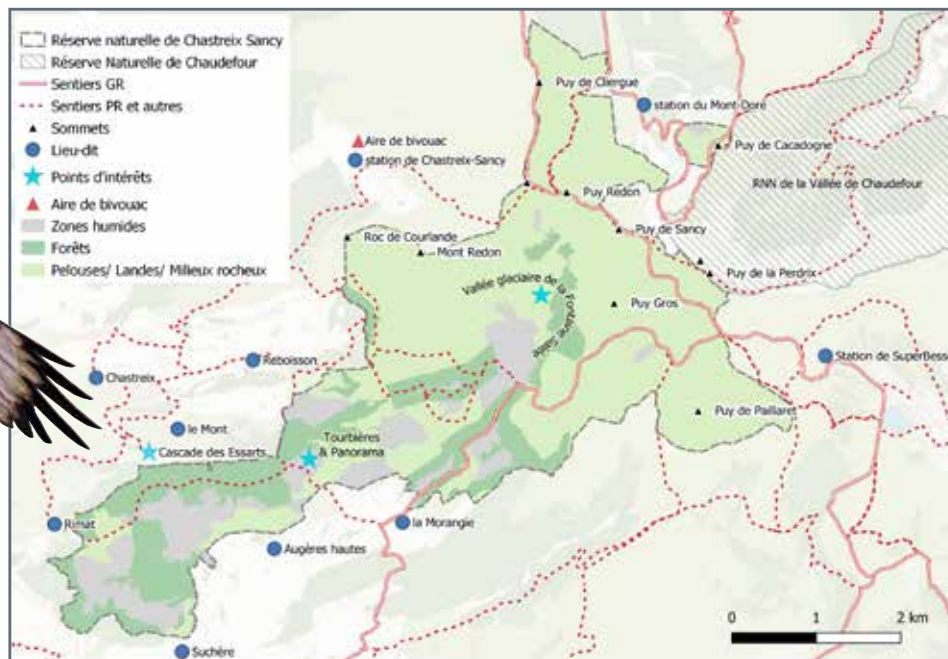 Réserve naturelle de Chastreix Sancy
Réserve Naturelle de Chaudefour
Sentiers GR
Sentiers PR et autres
Sommets
Lieu-dit
Points d'intérêts
Aire de bivouac
Zones humides
Forêts
Pelouses/ Landes/ Milieux rocheux
Puy de Cliergue
station du Mont-Dore
Aire de bivouac
station de Chastreix-Sancy
Puy de Cacadogne
RNN de la Vallée de Chaudefour
Puy Redon
Puy de Sancy
Roc de Courlande
Mont Redon
Puy de la Perdrix
Vallée glaciaire de la Fontaine Salée
Puy Gros
Reboisson
Station de SuperBesse
Chastreix
Puy de Paillaret
le Mont
Tourbières
& Panorama
Cascade des Essarts
Rimat
la Morangie
Augères hautes
Suchère
0 1 2 km